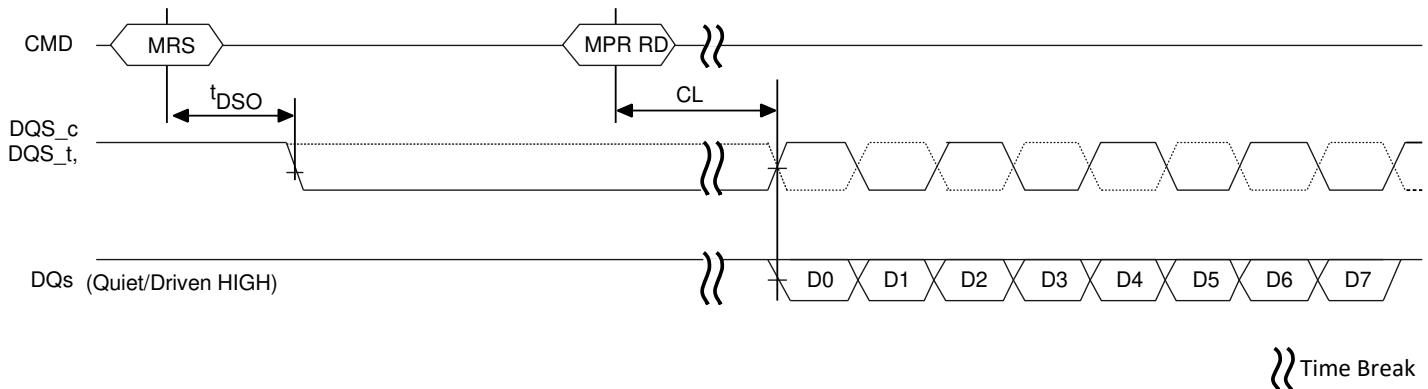 CMD
MRS
MPR RD
tDSO
CL
DQS_c
DQS_t,
DQs (Quiet/Driven HIGH)
D0 D1 D2 D3 D4 D5 D6 D7
Time Break